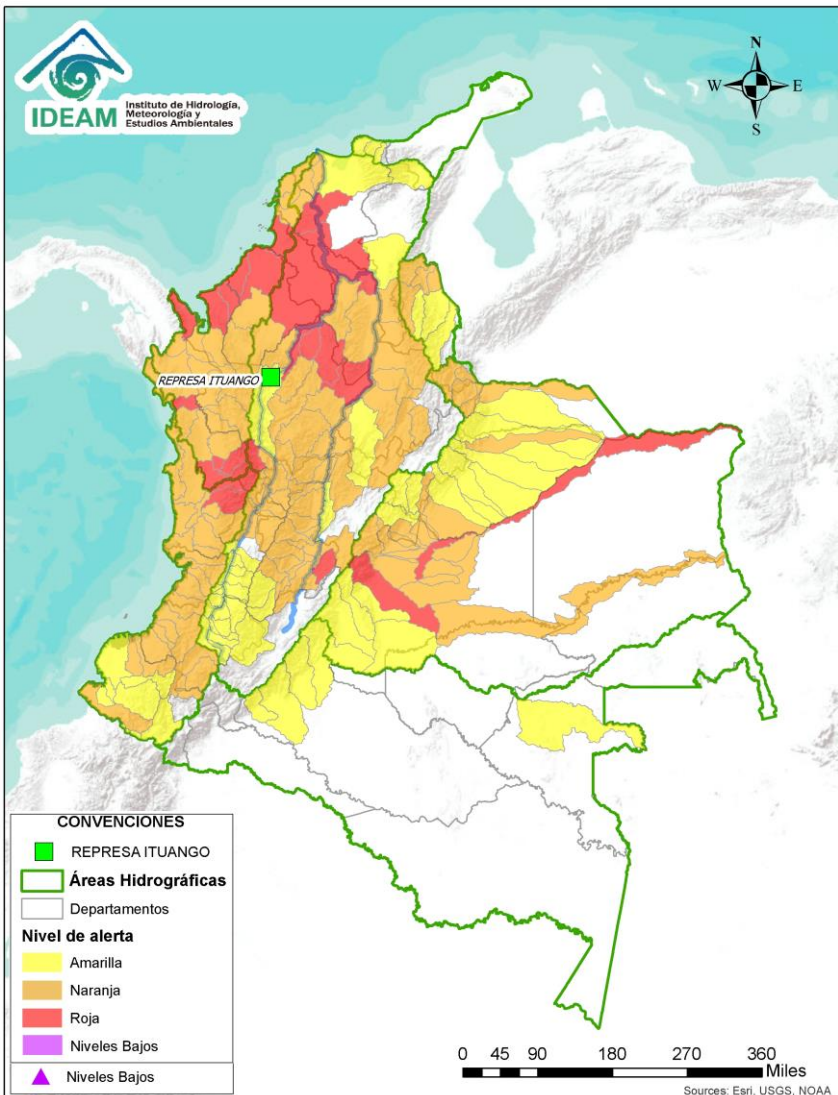 IDEAM
Instituto de Hidrología,
Meteorología y
Estudios Ambientales
N
W
E
S
REPRESA ITUANGO
CONVENCIONES
REPRESA ITUANGO
Áreas Hidrográficas
Departamentos
Nivel de alerta
Amarilla
Naranja
Roja
Niveles Bajos
Niveles Bajos
0 45 90 180 270 360
Miles
Sources: Esri, USGS, NOAA